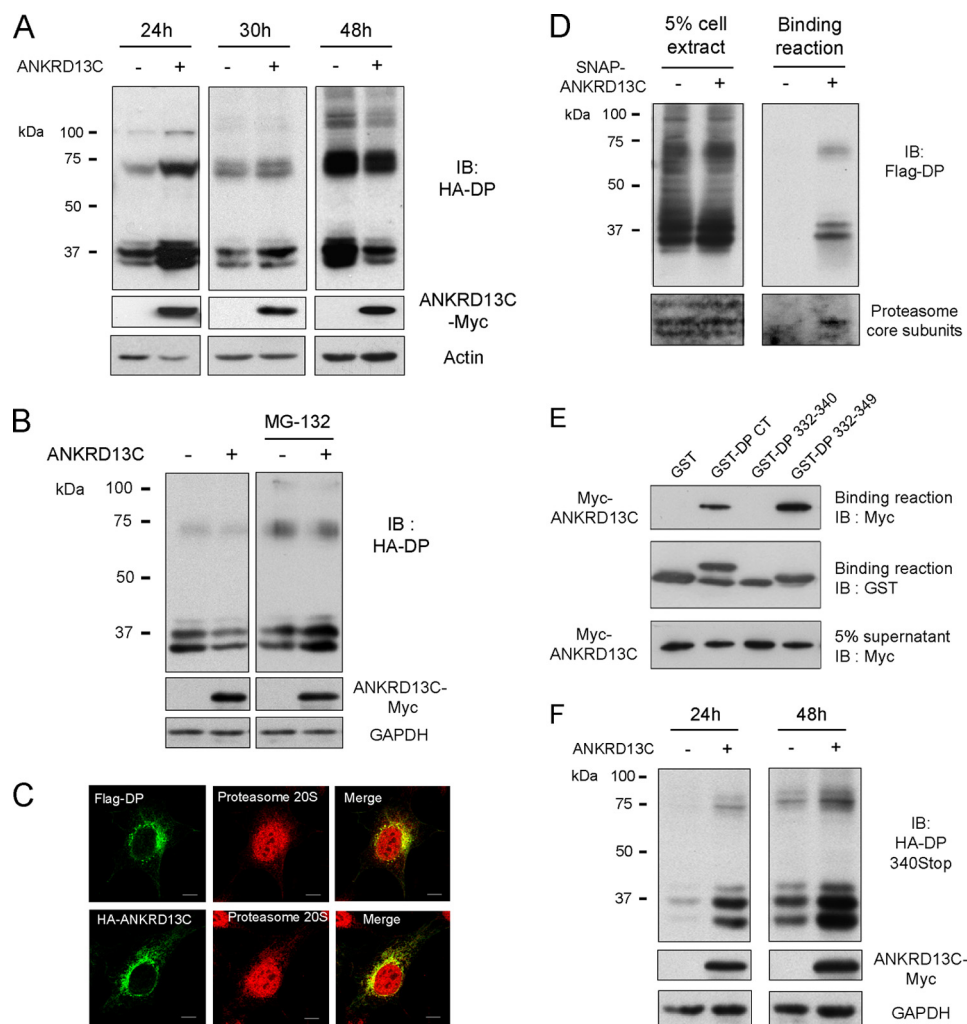 A
24h 30h 48h
ANKRD13C - + - + - +
kDa
100
75
50
37
IB:
HA-DP
ANKRD13C
-Myc
Actin
B
MG-132
ANKRD13C - + - +
kDa
100
75
50
37
IB :
HA-DP
ANKRD13C-
Myc
GAPDH
C
Flag-DP Proteasome 20S Merge
HA-ANKRD13C Proteasome 20S Merge
D
5% cell
extract
Binding
reaction
SNAP-
ANKRD13C - + - +
kDa
100
75
50
37
IB:
Flag-DP
Proteasome
core subunits
E
GST GST-DP CT GST-DP 332-340 GST-DP 332-349
Myc-
ANKRD13C
Binding reaction
IB : Myc
Binding reaction
IB : GST
Myc-
ANKRD13C
5% supernatant
IB : Myc
F
24h 48h
ANKRD13C - + - +
kDa
100
75
50
37
IB:
HA-DP
340Stop
ANKRD13C-
Myc
GAPDH